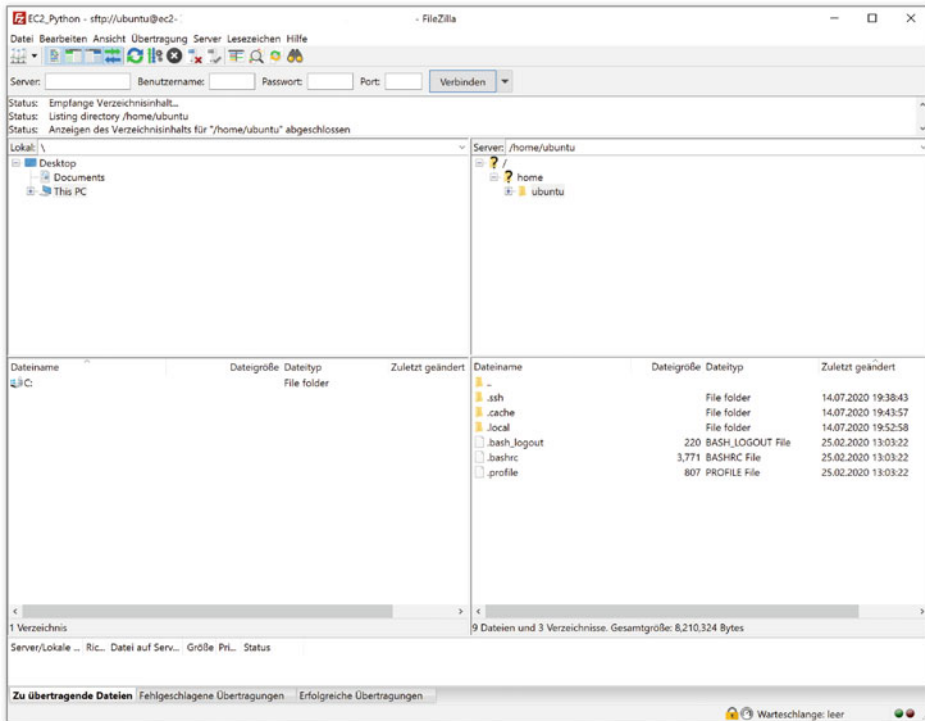 EC2_Python - sftp://ubuntu@ec2- - FileZilla
Datei Bearbeiten Ansicht Übertragung Server Lesezeichen Hilfe
Server: Benutzername: Passwort: Port: Verbinden
Status: Empfange Verzeichnisinhalt...
Status: Listing directory /home/ubuntu
Status: Anzeigen des Verzeichnisinhalts für "/home/ubuntu" abgeschlossen
Lokal: \
Desktop
Documents
This PC
Server: /home/ubuntu
/
home
ubuntu
Dateiname Dateigröße Dateityp Zuletzt geändert
C: File folder
1 Verzeichnis
Dateiname Dateigröße Dateityp Zuletzt geändert
..
.ssh File folder 14.07.2020 19:38:43
.cache File folder 14.07.2020 19:43:57
.local File folder 14.07.2020 19:52:58
.bash_logout 220 BASH_LOGOUT File 25.02.2020 13:03:22
.bashrc 3,771 BASHRC File 25.02.2020 13:03:22
.profile 807 PROFILE File 25.02.2020 13:03:22
9 Dateien und 3 Verzeichnisse. Gesamtgröße: 8,210,324 Bytes
Server/Lokale ... Ric... Datei auf Serv... Größe Pri... Status
Zu übertragende Dateien Fehlgeschlagene Übertragungen Erfolgreiche Übertragungen
Warteschlange: leer